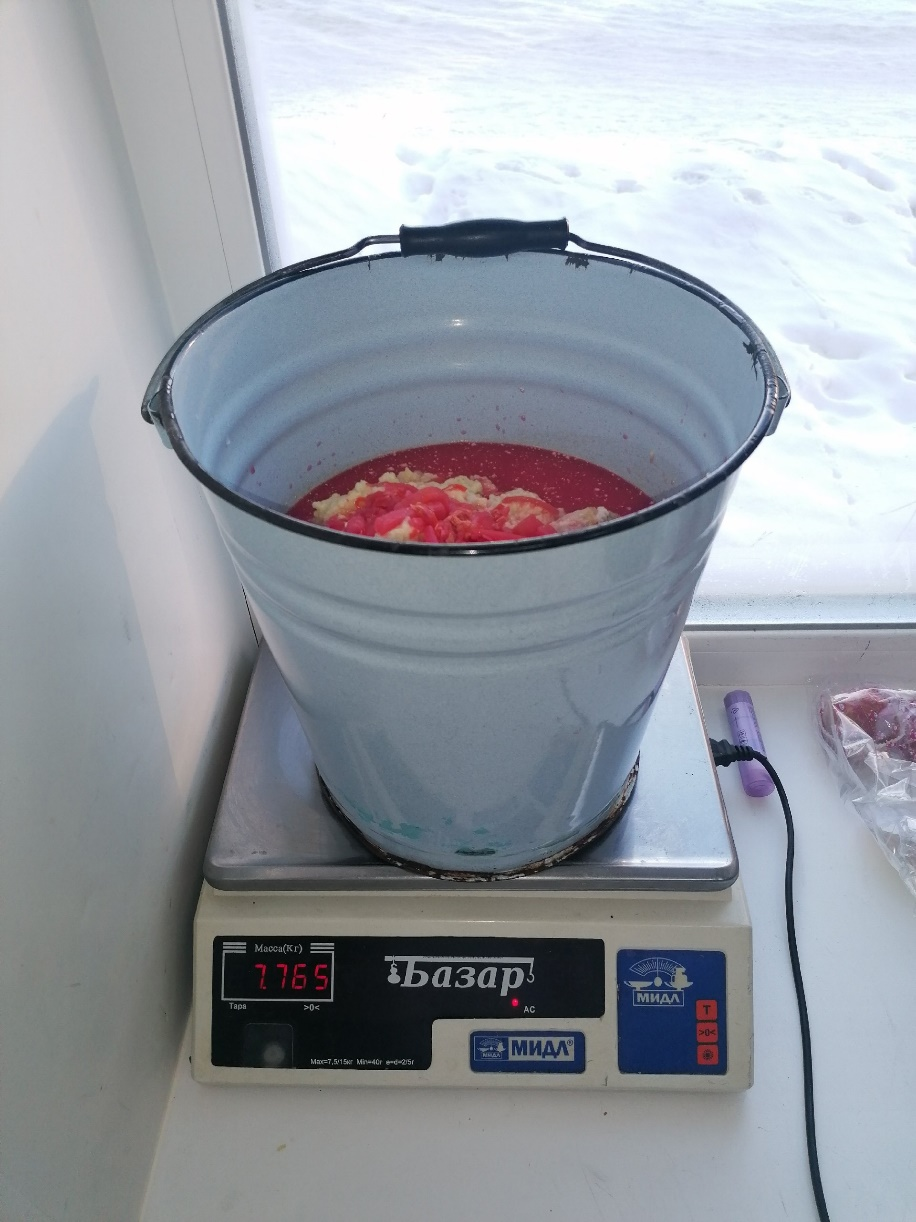 Масса(Кг)
7.765
Тара
>0<
Базар
AC
Max=7,5/15кг Min=40г e=d=2/5г
МИДЛ
МИДЛ®
МИДЛ
T
>0<